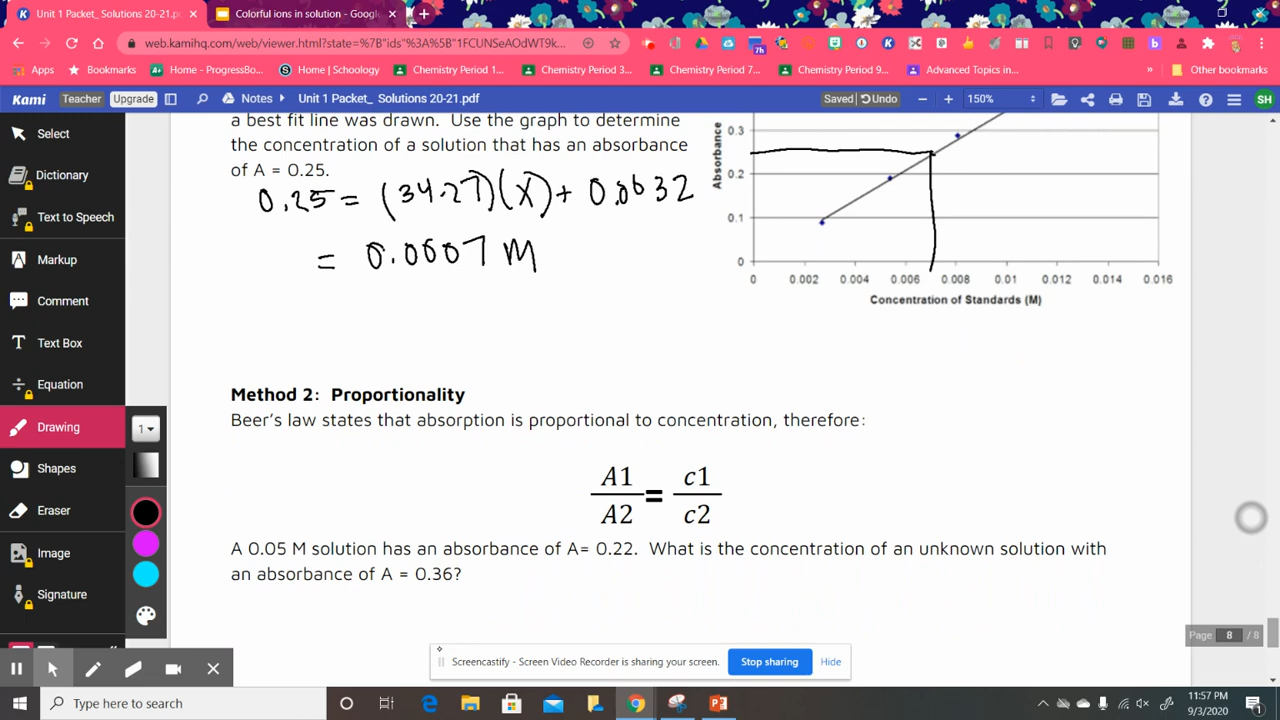 Unit 1 Packet_ Solutions 20-21.p
Colorful ions in solution - Google
web.kamihq.com/web/viewer.html?state=%7B"ids"%3A%5B"1FCUNSeAOdWT9k...
Apps
Bookmarks
Home - ProgressBo...
Home | Schoology
Chemistry Period 1...
Chemistry Period 3...
Chemistry Period 7...
Chemistry Period 9...
Advanced Topics in...
»
Other bookmarks
7h
Kami
Teacher
Upgrade
Notes
Unit 1 Packet_ Solutions 20-21.pdf
Saved
Undo
150%
SH
Select
Dictionary
Text to Speech
Markup
Comment
Text Box
Equation
Drawing
Shapes
Eraser
Image
Signature
1
a best fit line was drawn. Use the graph to determine
the concentration of a solution that has an absorbance
of A = 0.25.
0.25 = (34.27)(x) + 0.0032
= 0.0007 M
Absorbance
0.3
0.2
0.1
0
0 0.002 0.004 0.006 0.008 0.01 0.012 0.014 0.016
Concentration of Standards (M)
Method 2: Proportionality
Beer's law states that absorption is proportional to concentration, therefore:
A1 = c1
A2 c2
A 0.05 M solution has an absorbance of A= 0.22. What is the concentration of an unknown solution with
an absorbance of A = 0.36?
Page 8 / 8
Screencastify - Screen Video Recorder is sharing your screen.
Stop sharing
Hide
Type here to search
11:57 PM
9/3/2020